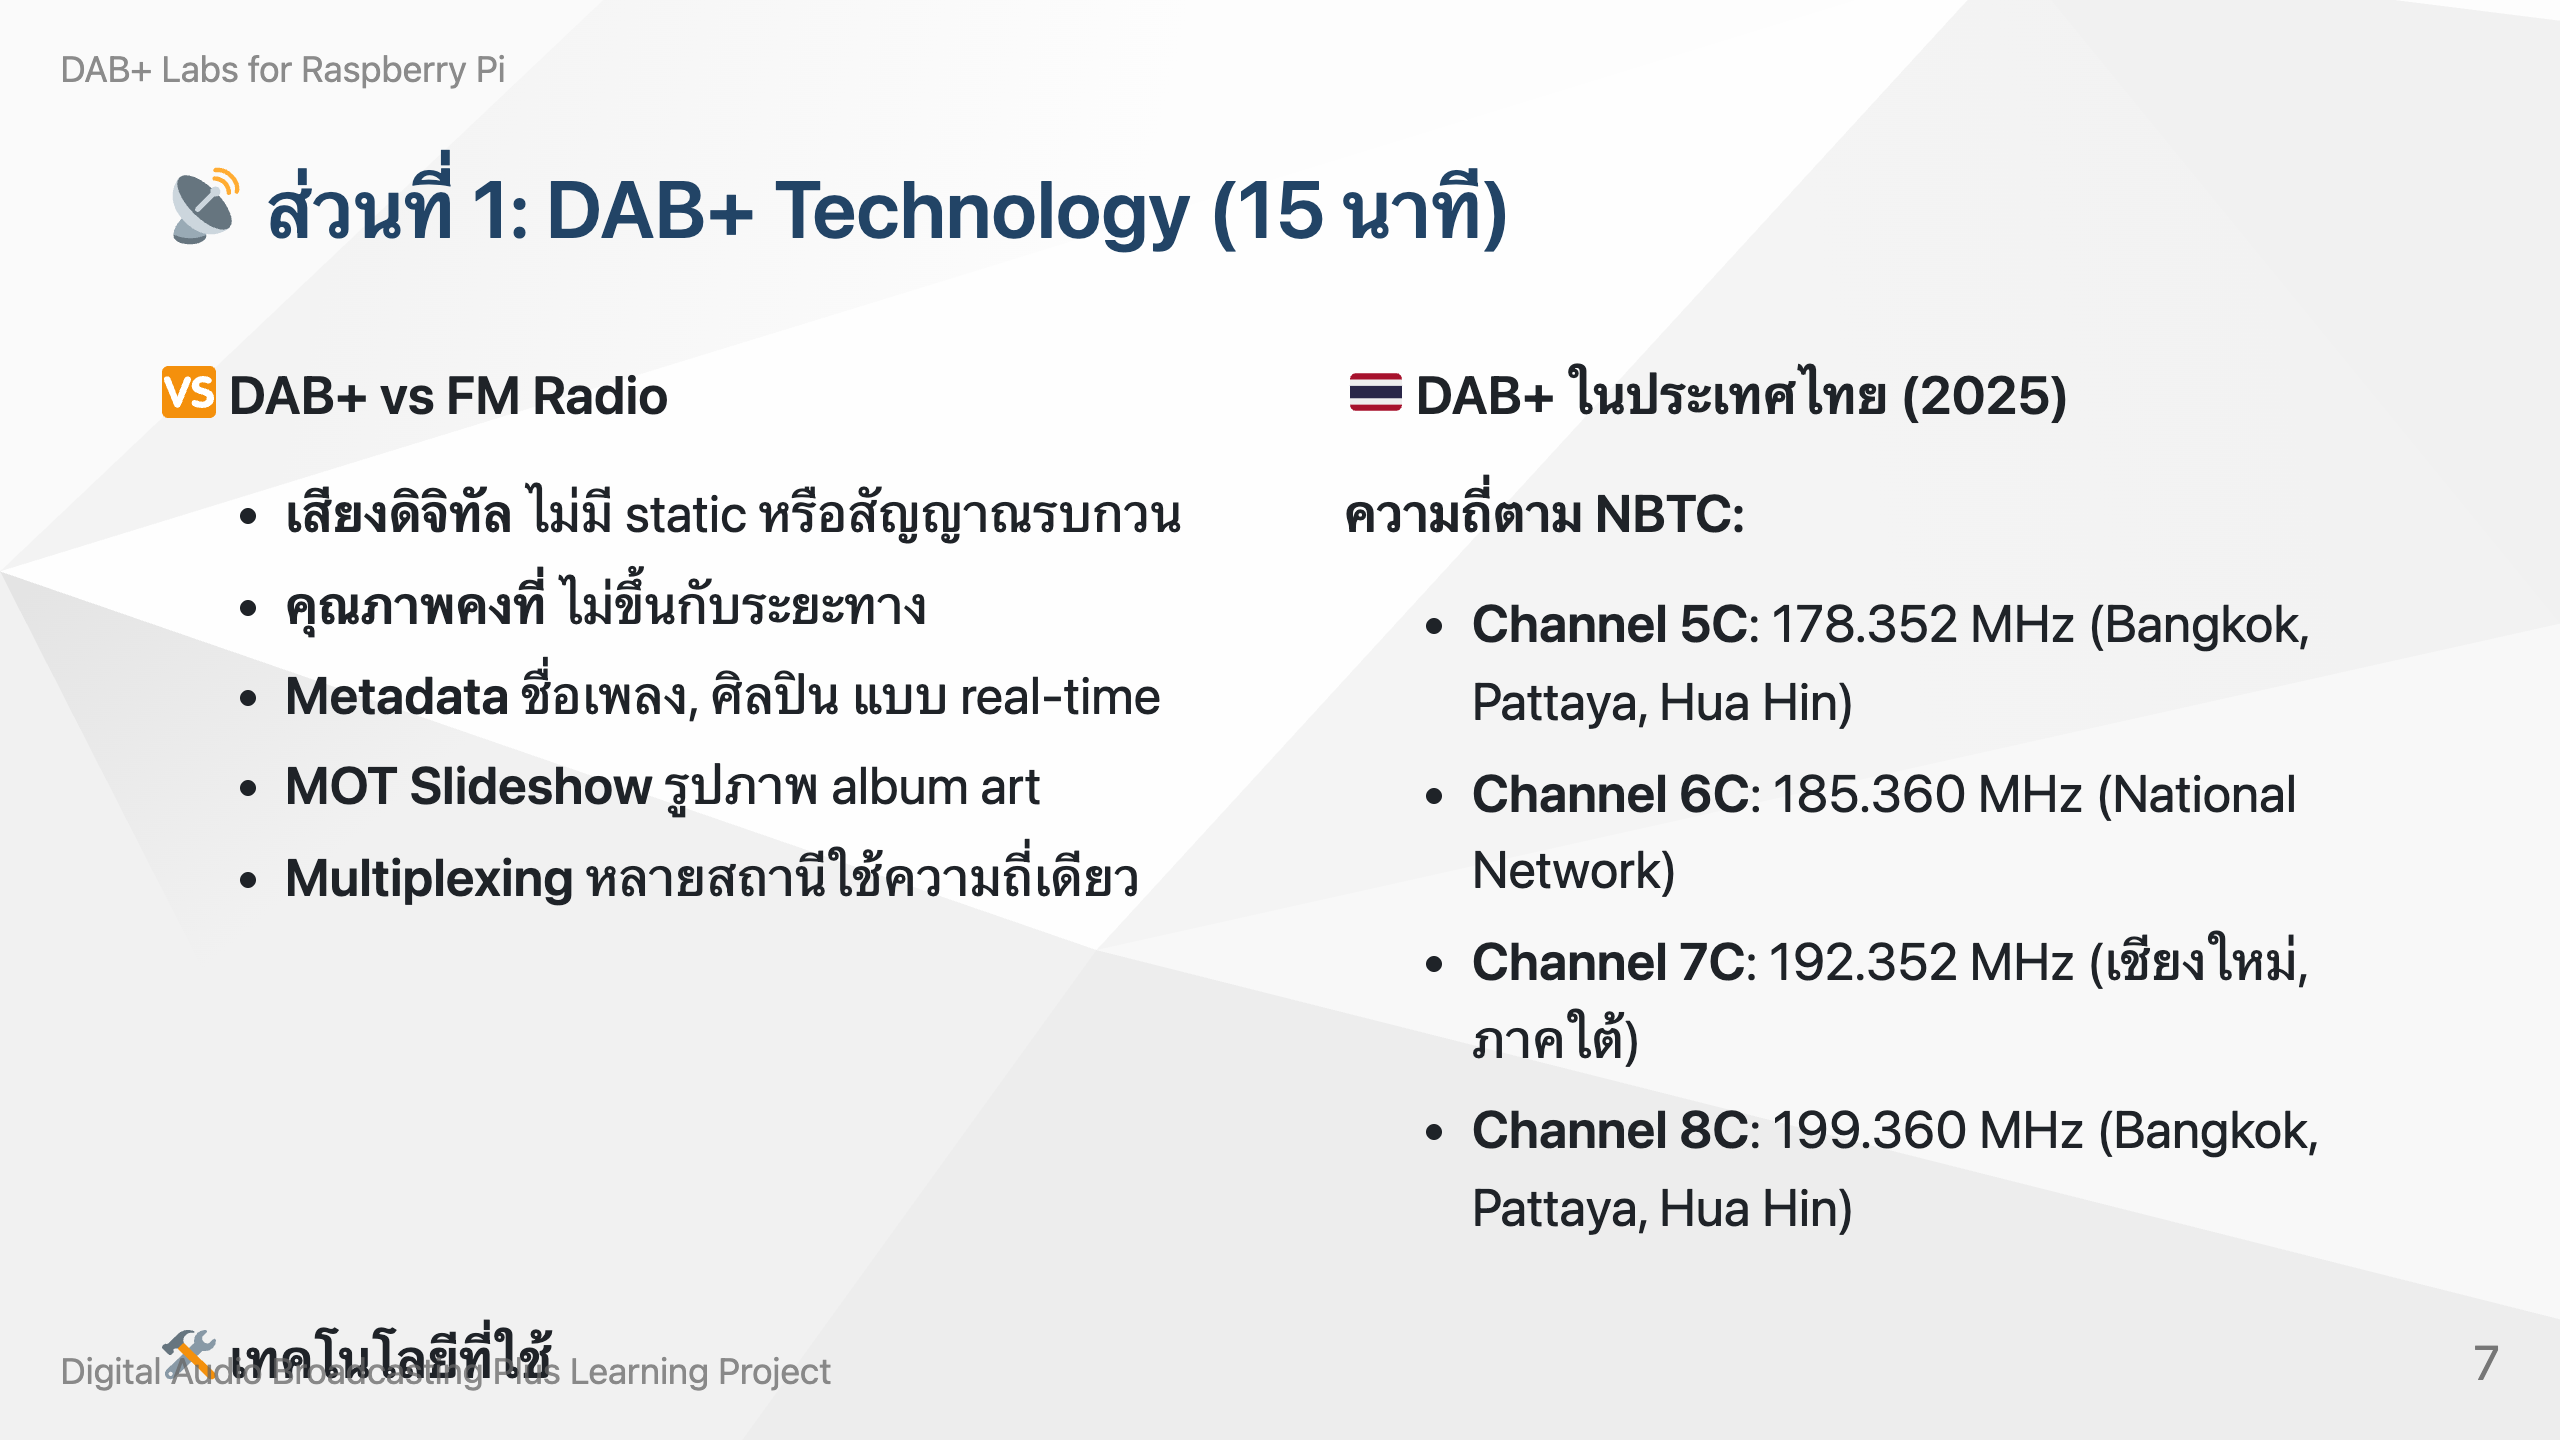 DAB+ Labs for Raspberry Pi
ส่วนที่ 1: DAB+ Technology (15 นาที)
VS DAB+ vs FM Radio
• เสียงดิจิทัล ไม่มี static หรือสัญญาณรบกวน
• คุณภาพคงที่ ไม่ขึ้นกับระยะทาง
• Metadata ชื่อเพลง, ศิลปิน แบบ real-time
• MOT Slideshow รูปภาพ album art
• Multiplexing หลายสถานีใช้ความถี่เดียว
DAB+ ในประเทศไทย (2025)
ความถี่ตาม NBTC:
• Channel 5C: 178.352 MHz (Bangkok,
Pattaya, Hua Hin)
• Channel 6C: 185.360 MHz (National
Network)
• Channel 7C: 192.352 MHz (เชียงใหม่,
ภาคใต้)
• Channel 8C: 199.360 MHz (Bangkok,
Pattaya, Hua Hin)
เทคโนโลยีที่ใช้
Digital Audio Broadcasting Plus Learning Project
7